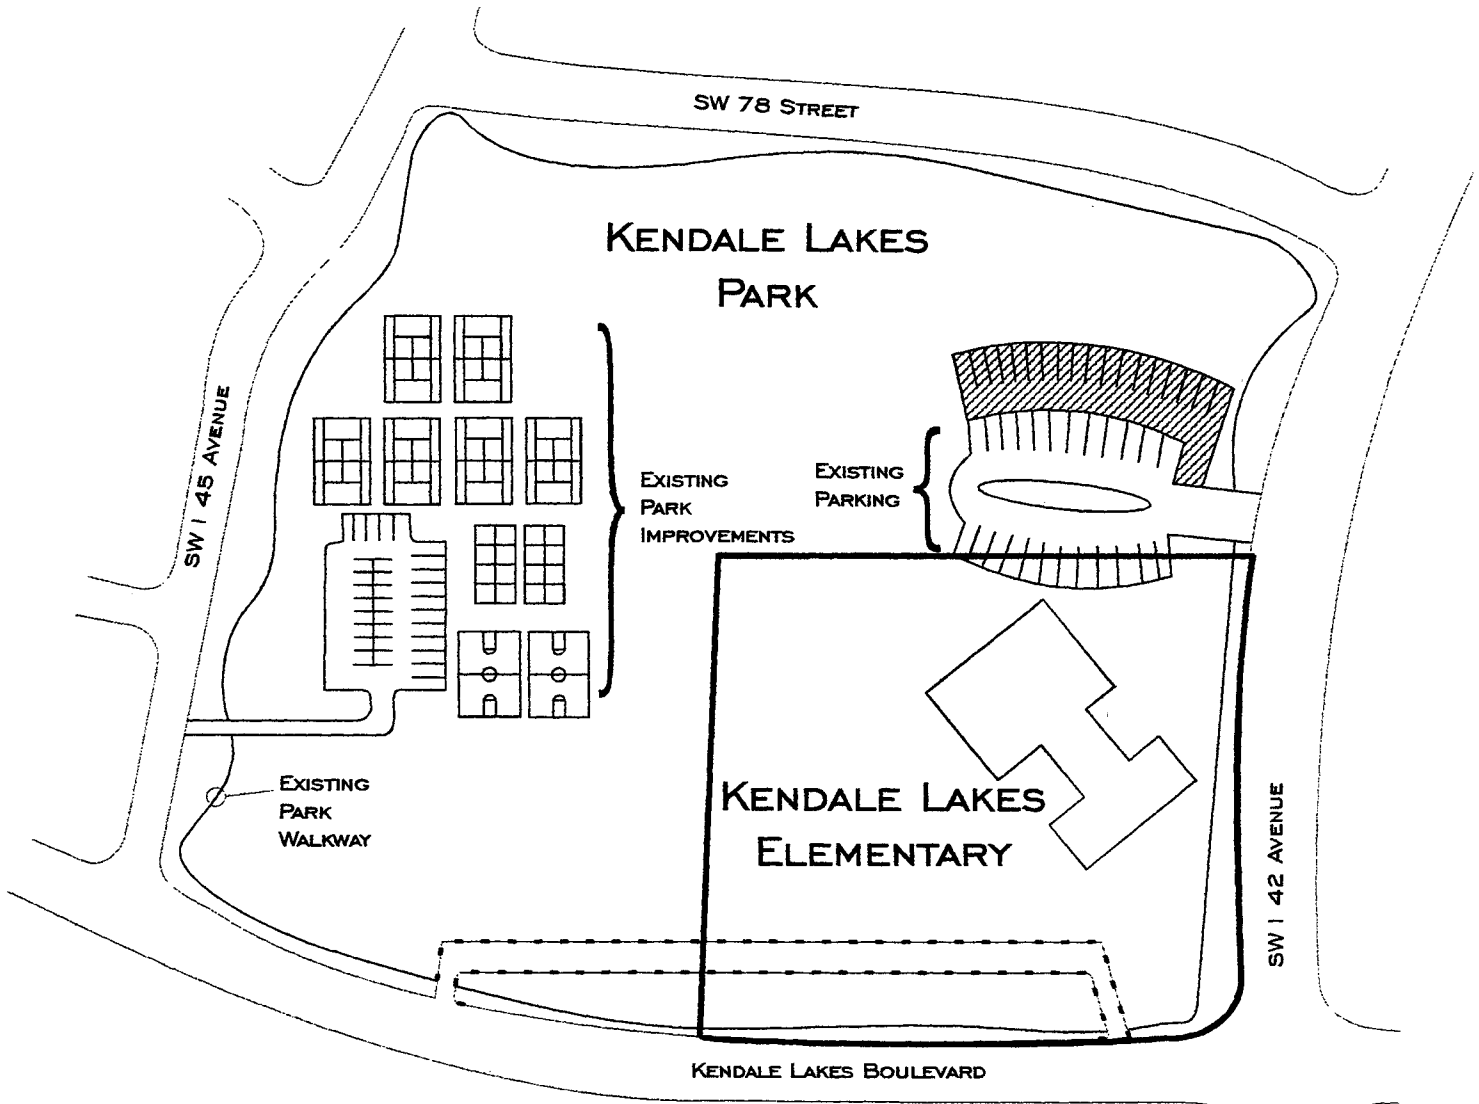 SW 78 STREET
KENDALE LAKES
PARK
SW 145 AVENUE
EXISTING
PARK
IMPROVEMENTS
EXISTING
PARKING
EXISTING
PARK
WALKWAY
KENDALE LAKES
ELEMENTARY
SW 142 AVENUE
KENDALE LAKES BOULEVARD